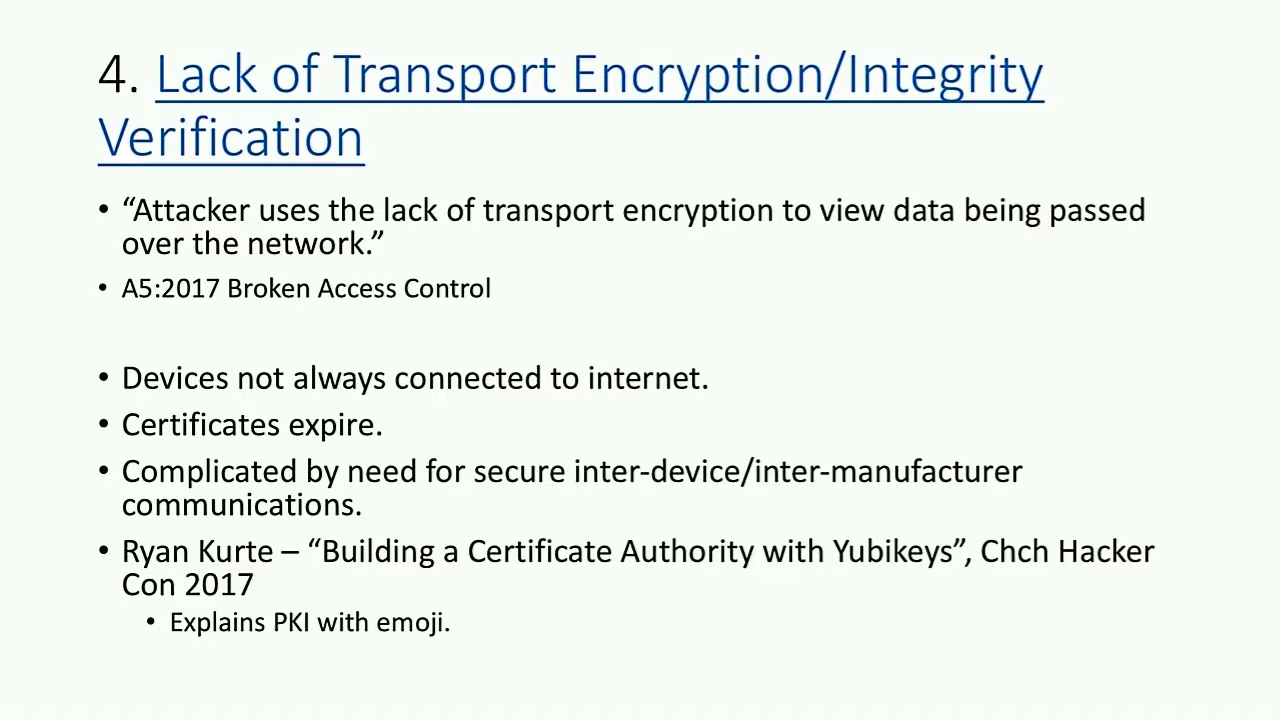 4. Lack of Transport Encryption/Integrity
Verification
• “Attacker uses the lack of transport encryption to view data being passed
over the network.”
• A5:2017 Broken Access Control
• Devices not always connected to internet.
• Certificates expire.
• Complicated by need for secure inter-device/inter-manufacturer
communications.
• Ryan Kurte – “Building a Certificate Authority with Yubikeys”, Chch Hacker
Con 2017
• Explains PKI with emoji.